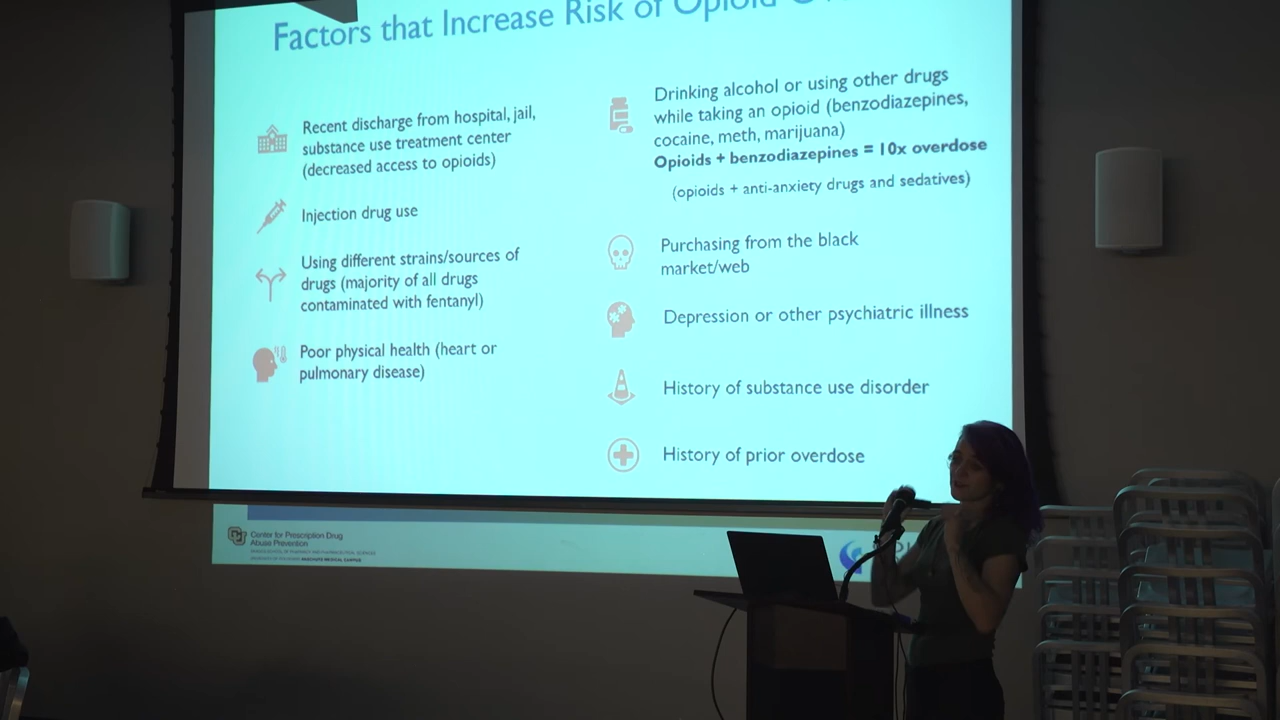 Factors that Increase Risk of Opioid
Recent discharge from hospital, jail,
substance use treatment center
(decreased access to opioids)
Injection drug use
Using different strains/sources of
drugs (majority of all drugs
contaminated with fentanyl)
Poor physical health (heart or
pulmonary disease)
Drinking alcohol or using other drugs
while taking an opioid (benzodiazepines,
cocaine, meth, marijuana)
Opioids + benzodiazepines = 10x overdose
(opioids + anti-anxiety drugs and sedatives)
Purchasing from the black
market/web
Depression or other psychiatric illness
History of substance use disorder
History of prior overdose
Center for Prescription Drug
Abuse Prevention